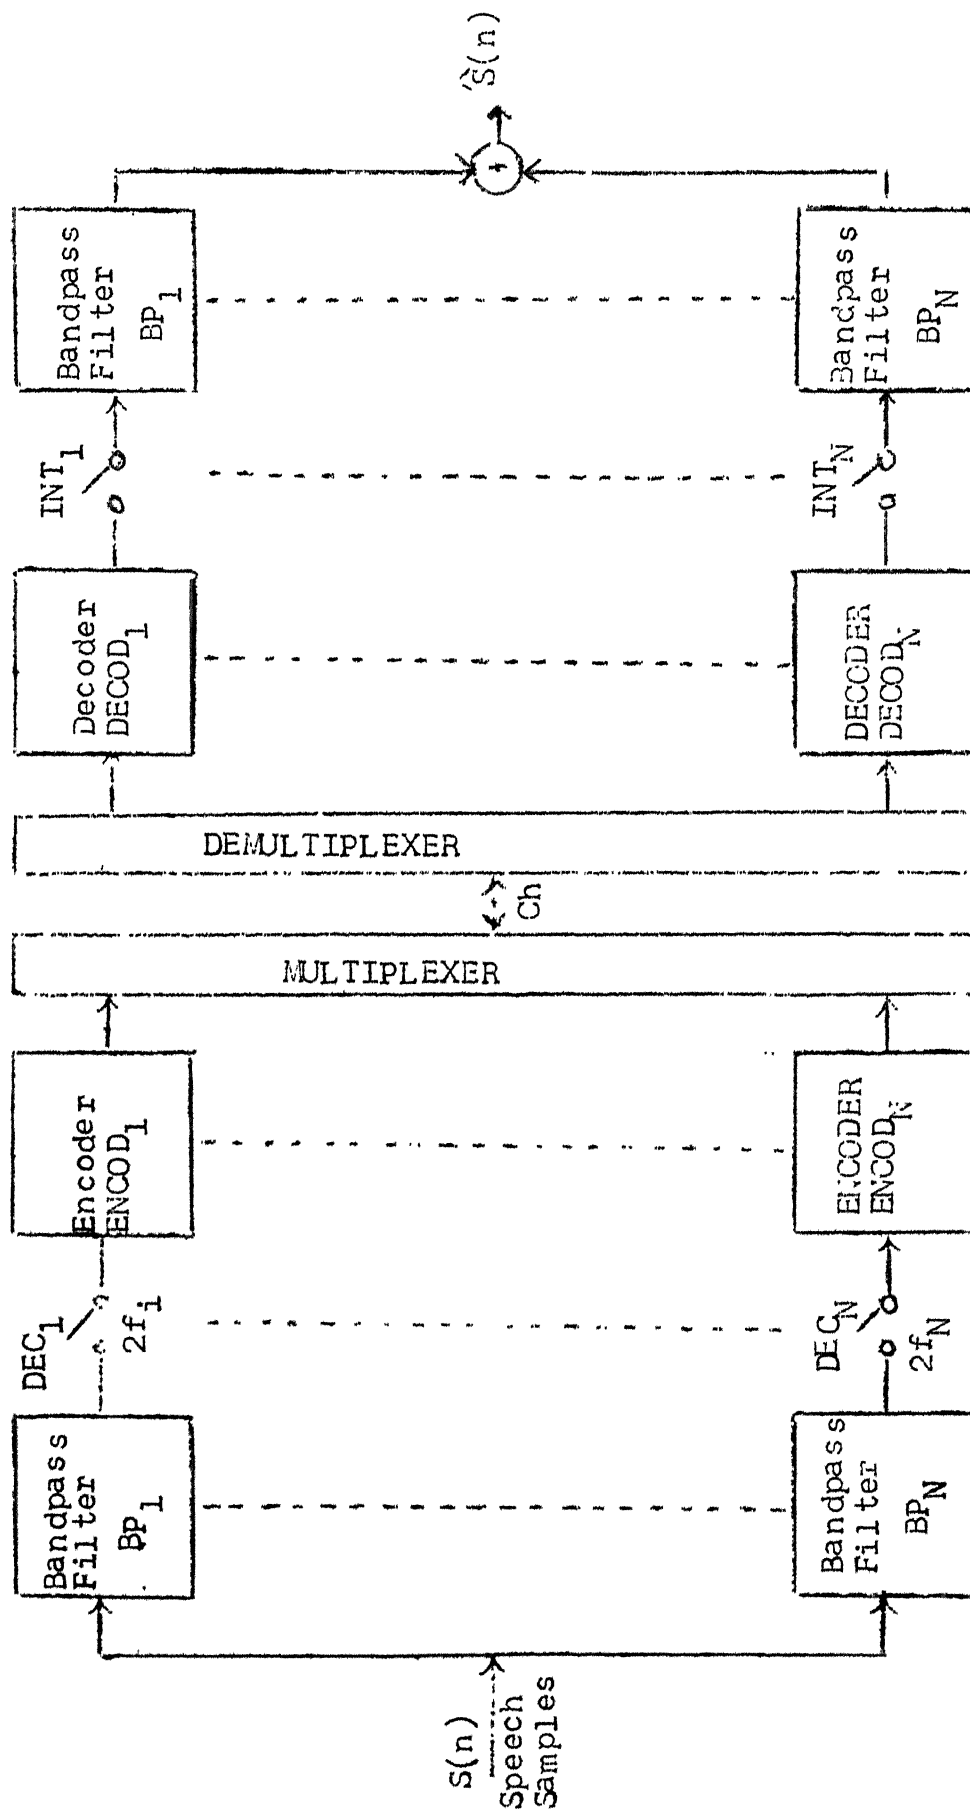 S(n)
Speech
Samples
Bandpass
Filter
BP1
DEC1
2fi
Encoder
ENCOD1
MULTIPLEXER
Ch
DEMULTIPLEXER
Decoder
DECOD1
INT1
Bandpass
Filter
BP1
+
Ŝ(n)
Bandpass
Filter
BPN
DECN
2fN
ENCODER
ENCODN
DECODER
DECODN
INTN
Bandpass
Filter
BPN